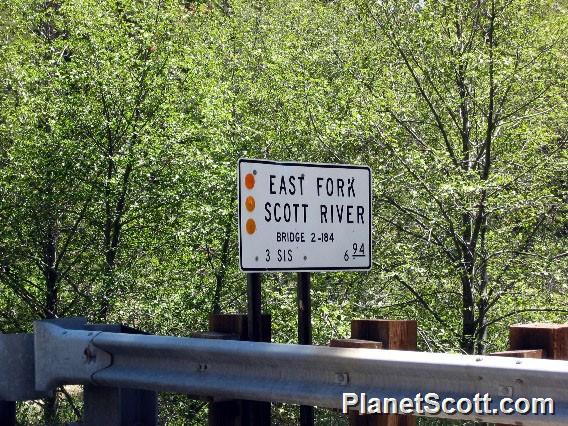 EAST FORK
SCOTT RIVER
BRIDGE 2-184
3 SIS 6 94
PlanetScott.com